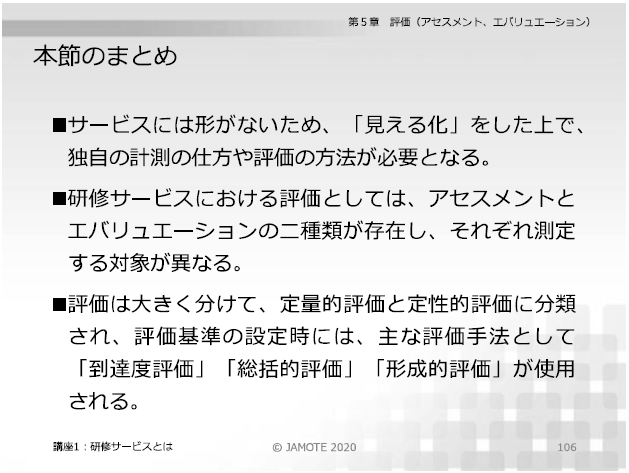 第５章　評価（アセスメント、エバリュエーション）
本節のまとめ
■サービスには形がないため、「見える化」をした上で、
独自の計測の仕方や評価の方法が必要となる。
■研修サービスにおける評価としては、アセスメントと
エバリュエーションの二種類が存在し、それぞれ測定
する対象が異なる。
■評価は大きく分けて、定量的評価と定性的評価に分類
され、評価基準の設定時には、主な評価手法として
「到達度評価」「総括的評価」「形成的評価」が使用
される。
講座1：研修サービスとは
© JAMOTE 2020
106